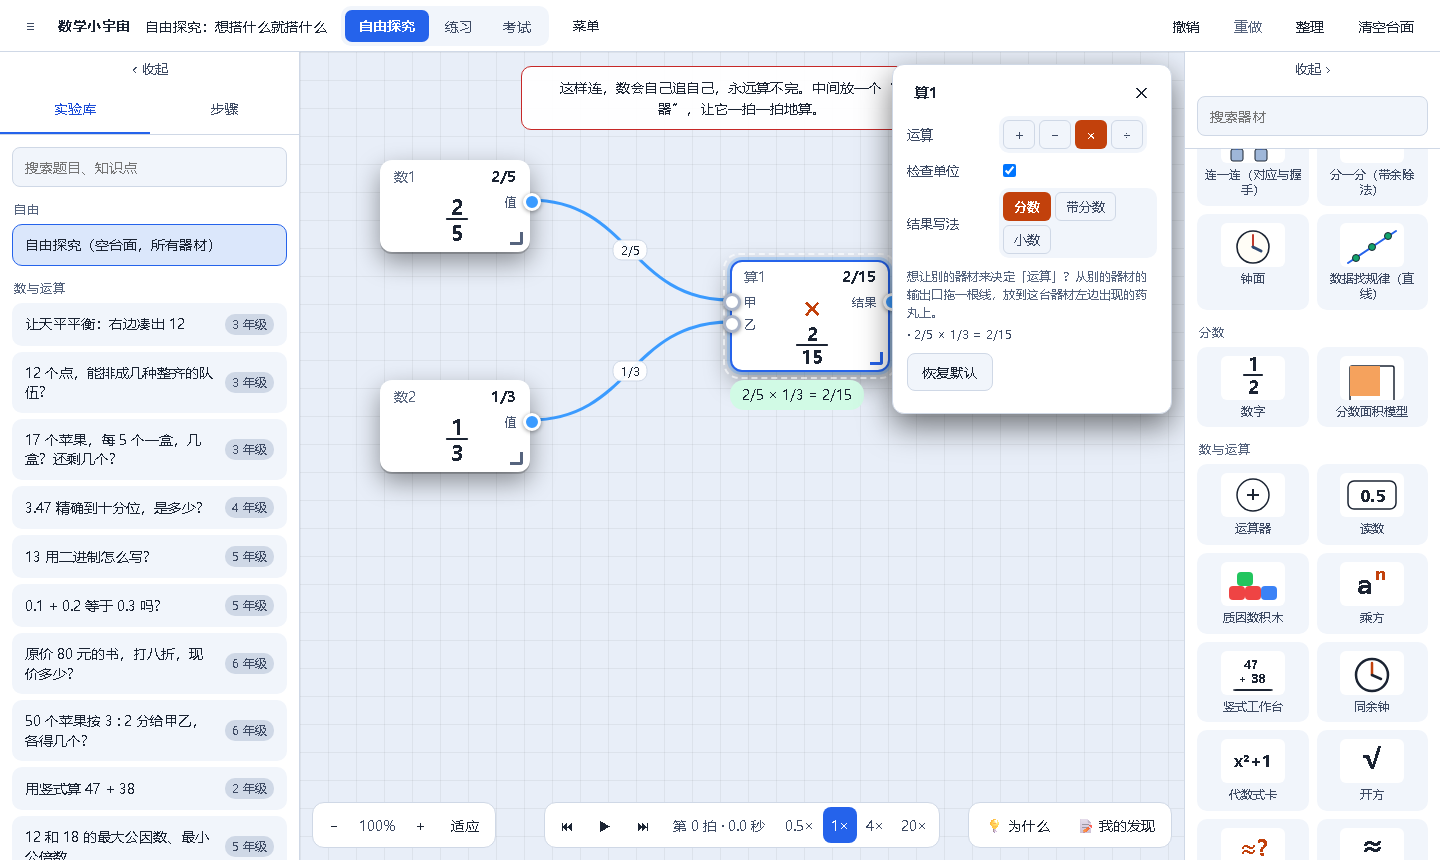 ≡ 数学小宇宙 自由探究：想搭什么就搭什么 自由探究 练习 考试 菜单 撤销 重做 整理 清空台面
‹ 收起
实验库 步骤
搜索题目、知识点
自由
自由探究（空台面，所有器材）
数与运算
让天平平衡：右边凑出 12 3 年级
12 个点，能排成几种整齐的队
伍？ 3 年级
17 个苹果，每 5 个一盒，几
盒？还剩几个？ 3 年级
3.47 精确到十分位，是多少？ 4 年级
13 用二进制怎么写？ 5 年级
0.1 + 0.2 等于 0.3 吗？ 5 年级
原价 80 元的书，打八折，现
价多少？ 6 年级
50 个苹果按 3 : 2 分给甲乙，
各得几个？ 6 年级
用竖式算 47 + 38 2 年级
12 和 18 的最大公因数、最小
公倍数 5 年级
这样连，数会自己追自己，永远算不完。中间放一个“
器”，让它一拍一拍地算。
数1 2/5
值
2
5
2/5
数2 1/3
值
1
3
1/3
算1 2/15
甲 结果
乙
×
2
15
2/5 × 1/3 = 2/15
算1 ×
运算 + − × ÷
检查单位
结果写法 分数 带分数
小数
想让别的器材来决定「运算」？从别的器材的
输出口拖一根线，放到这台器材左边出现的药
丸上。
· 2/5 × 1/3 = 2/15
恢复默认
− 100% + 适应
第 0 拍 · 0.0 秒 0.5× 1× 4× 20×
为什么 我的发现
收起 ›
搜索器材
连一连（对应与握
手）
分一分（带余除
法）
钟面
数据找规律（直
线）
分数
1
2
数字
分数面积模型
数与运算
+
运算器
0.5
读数
质因数积木
aⁿ
乘方
47
+ 38
竖式工作台
同余钟
x²+1
代数式卡
√
开方
≈?
≈